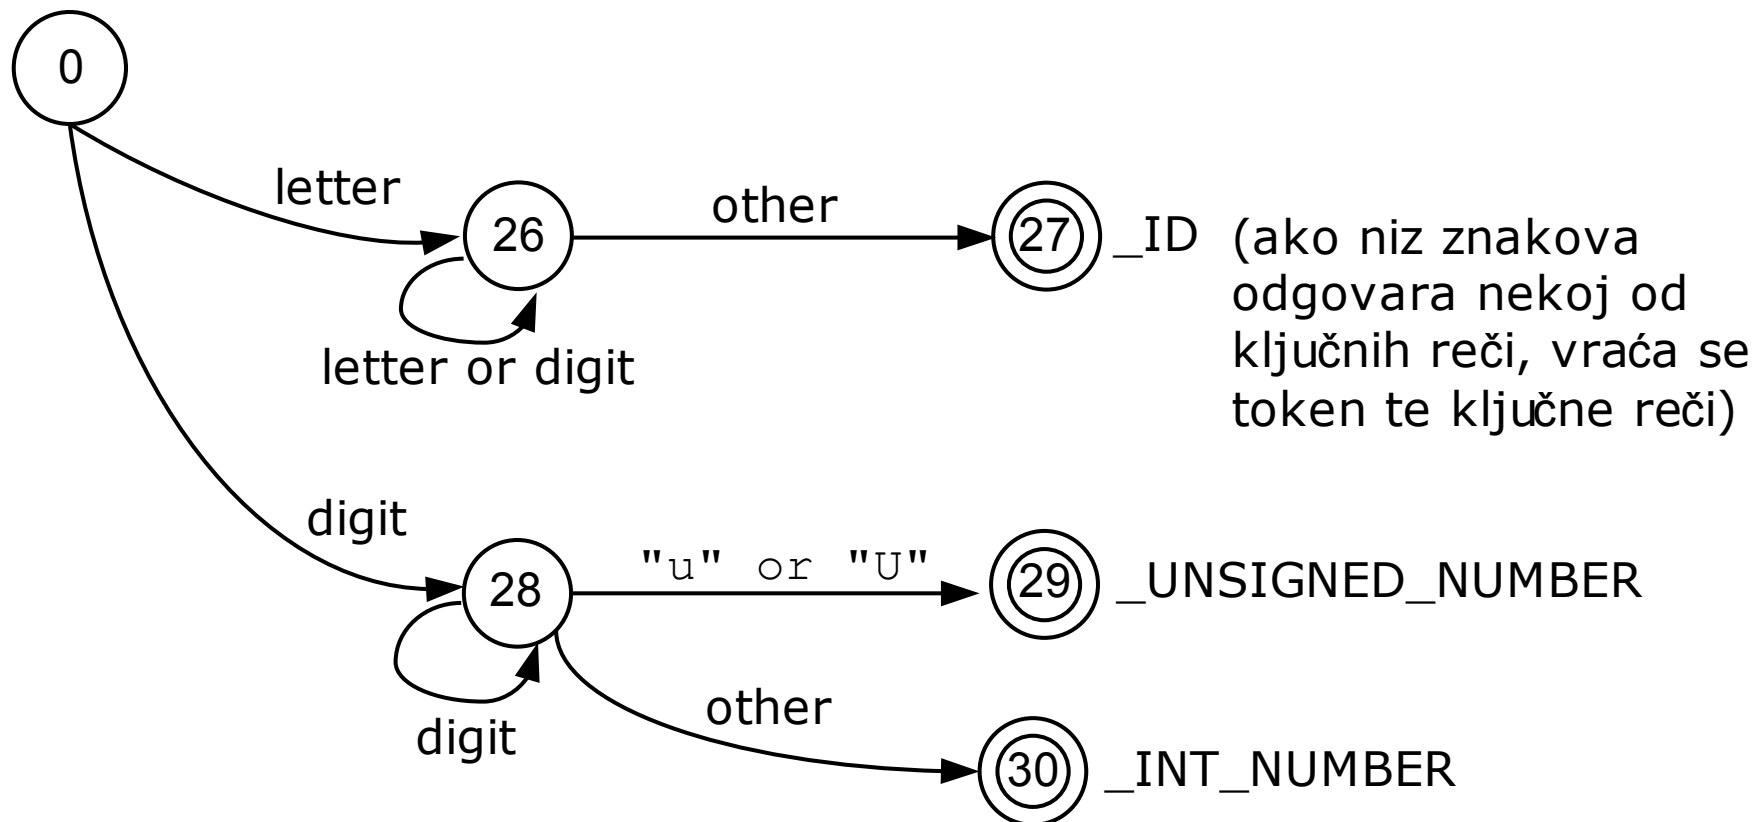 0
letter
26
other
27
_ID (ako niz znakova
odgovara nekoj od
ključnih reči, vraća se
token te ključne reči)
letter or digit
digit
28
"u" or "U"
29
_UNSIGNED_NUMBER
digit
other
30
_INT_NUMBER